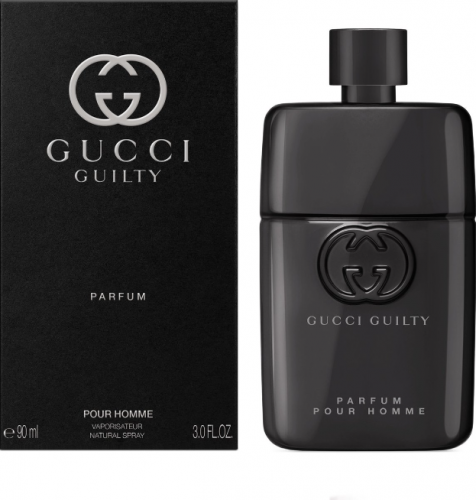 GUCCI
GUILTY
PARFUM
POUR HOMME
VAPORISATEUR
NATURAL SPRAY
℮ 90 ml
3.0 FL.OZ.
GUCCI GUILTY
PARFUM
POUR HOMME